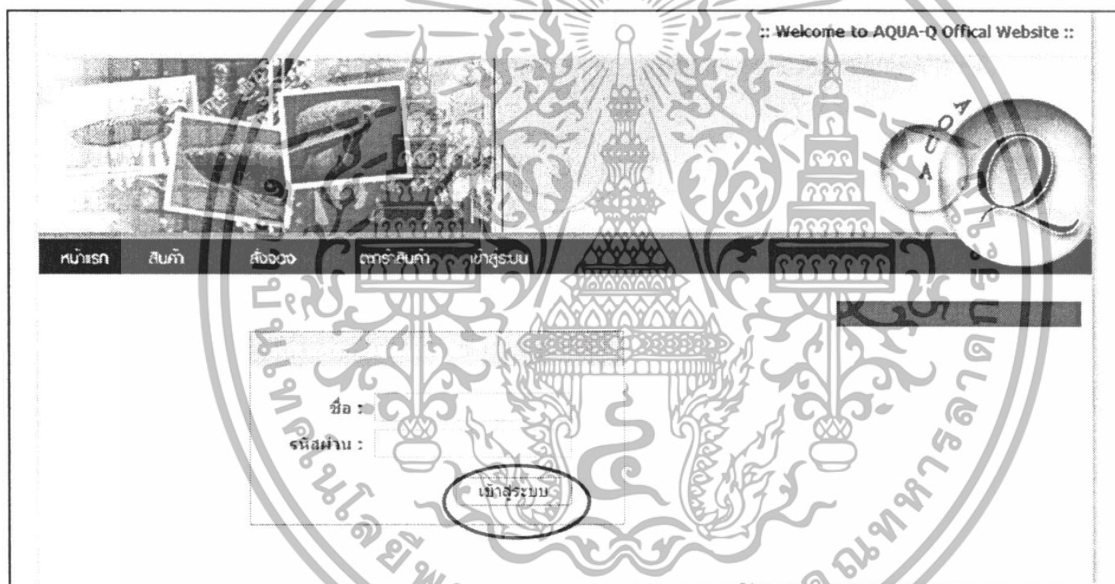 :: Welcome to AQUA-Q Offical Website ::
AQUA Q
หน้าแรก สินค้า สั่งจอง ตะกร้าสินค้า เข้าสู่ระบบ
ชื่อ :
รหัสผ่าน :
เข้าสู่ระบบ